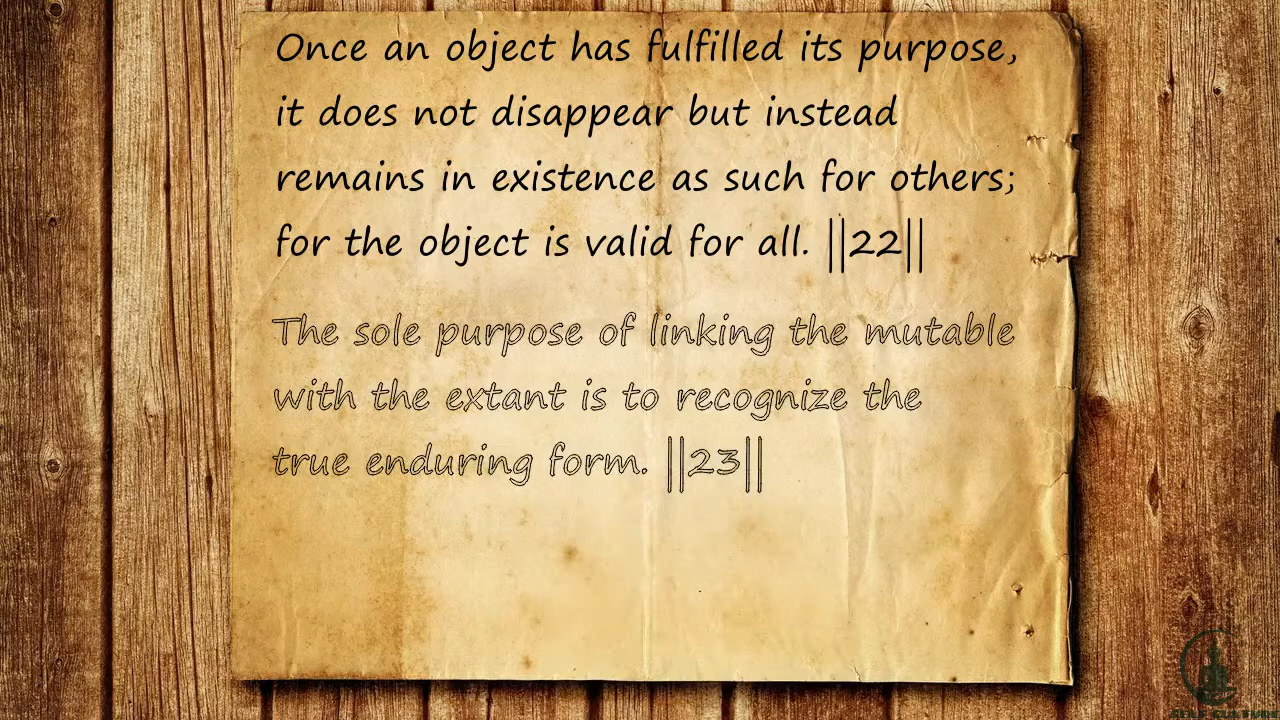 Once an object has fulfilled its purpose,
it does not disappear but instead
remains in existence as such for others;
for the object is valid for all. ||22||
The sole purpose of linking the mutable
with the extant is to recognize the
true enduring form. ||23||